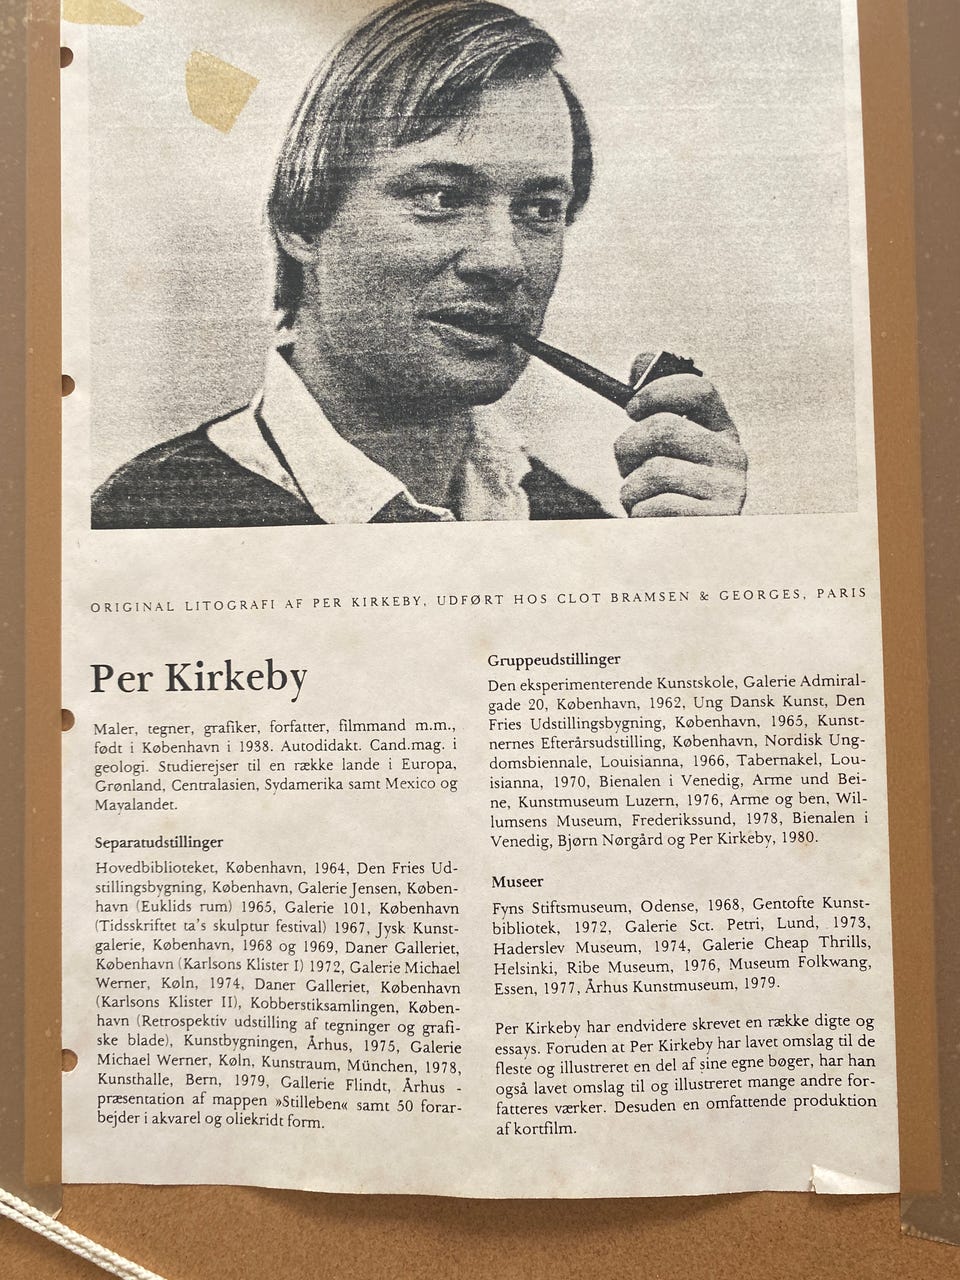 ORIGINAL LITOGRAFI AF PER KIRKEBY, UDFØRT HOS CLOT BRAMSEN & GEORGES, PARIS
Per Kirkeby
Maler, tegner, grafiker, forfatter, filmmand m.m.,
født i København i 1938. Autodidakt. Cand.mag. i
geologi. Studierejser til en række lande i Europa,
Grønland, Centralasien, Sydamerika samt Mexico og
Mayalandet.
Separatudstillinger
Hovedbiblioteket, København, 1964, Den Fries Ud-
stillingsbygning, København, Galerie Jensen, Køben-
havn (Euklids rum) 1965, Galerie 101, København
(Tidsskriftet ta's skulptur festival) 1967, Jysk Kunst-
galerie, København, 1968 og 1969, Daner Galleriet,
København (Karlsons Klister I) 1972, Galerie Michael
Werner, Køln, 1974, Daner Galleriet, København
(Karlsons Klister II), Kobberstiksamlingen, Køben-
havn (Retrospektiv udstilling af tegninger og grafi-
ske blade), Kunstbygningen, Århus, 1975, Galerie
Michael Werner, Køln, Kunstraum, München, 1978,
Kunsthalle, Bern, 1979, Gallerie Flindt, Århus -
præsentation af mappen »Stilleben« samt 50 forar-
bejder i akvarel og oliekridt form.
Gruppeudstillinger
Den eksperimenterende Kunstskole, Galerie Admiral-
gade 20, København, 1962, Ung Dansk Kunst, Den
Fries Udstillingsbygning, København, 1965, Kunst-
nernes Efterårsudstilling, København, Nordisk Ung-
domsbiennale, Louisianna, 1966, Tabernakel, Lou-
isianna, 1970, Bienalen i Venedig, Arme und Bei-
ne, Kunstmuseum Luzern, 1976, Arme og ben, Wil-
lumsens Museum, Frederikssund, 1978, Bienalen i
Venedig, Bjørn Nørgård og Per Kirkeby, 1980.
Museer
Fyns Stiftsmuseum, Odense, 1968, Gentofte Kunst-
bibliotek, 1972, Galerie Sct. Petri, Lund, 1973,
Haderslev Museum, 1974, Galerie Cheap Thrills,
Helsinki, Ribe Museum, 1976, Museum Folkwang,
Essen, 1977, Århus Kunstmuseum, 1979.
Per Kirkeby har endvidere skrevet en række digte og
essays. Foruden at Per Kirkeby har lavet omslag til de
fleste og illustreret en del af sine egne bøger, har han
også lavet omslag til og illustreret mange andre for-
fatteres værker. Desuden en omfattende produktion
af kortfilm.